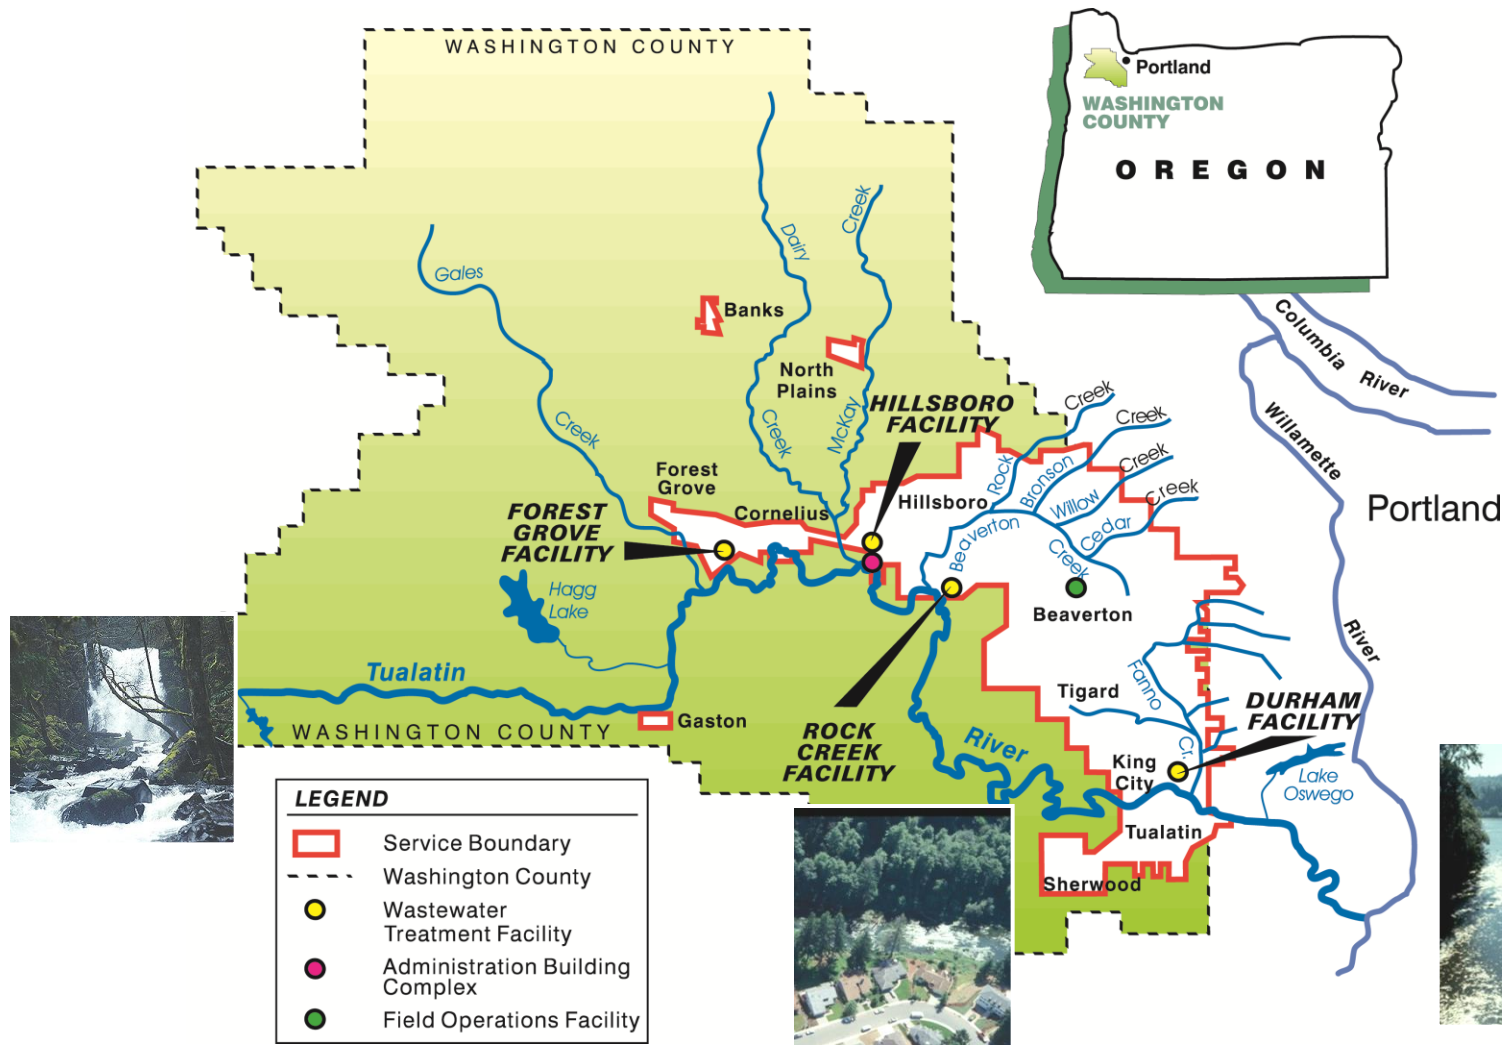 WASHINGTON COUNTY
Portland
WASHINGTON
COUNTY
OREGON
Columbia
River
Willamette
River
Portland
Gales
Creek
Dairy
Creek
Creek
McKay
Banks
North
Plains
HILLSBORO
FACILITY
Creek
Creek
Creek
Creek
Rock
Bronson
Willow
Cedar
Beaverton
Creek
Hillsboro
Forest
Grove
Cornelius
FOREST
GROVE
FACILITY
Hagg
Lake
Beaverton
Tualatin
River
WASHINGTON COUNTY
Gaston
ROCK
CREEK
FACILITY
Fanno
Cr.
Tigard
DURHAM
FACILITY
King
City
Lake
Oswego
Tualatin
Sherwood
LEGEND
Service Boundary
Washington County
Wastewater
Treatment Facility
Administration Building
Complex
Field Operations Facility